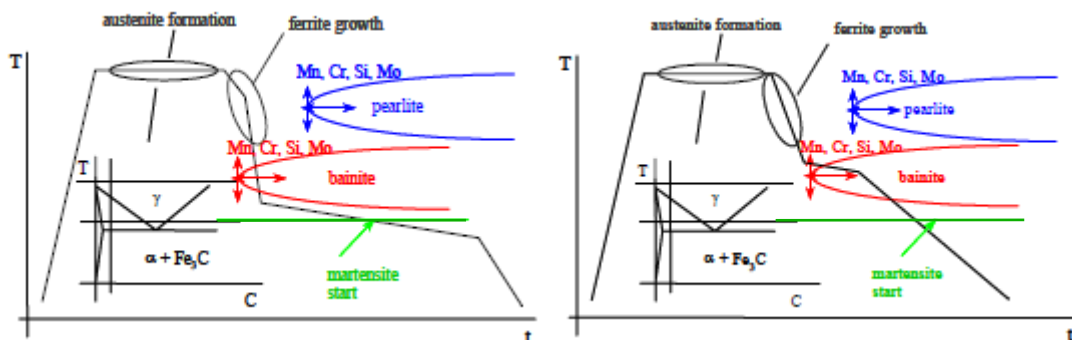 austenite formation
ferrite growth
T
Mn, Cr, Si, Mo
pearlite
Mn, Cr, Si, Mo
T
bainite
γ
α + Fe3C
martensite
start
C
t
austenite formation
ferrite growth
T
Mn, Cr, Si, Mo
pearlite
Mn, Cr, Si, Mo
T
bainite
γ
α + Fe3C
martensite
start
C
t